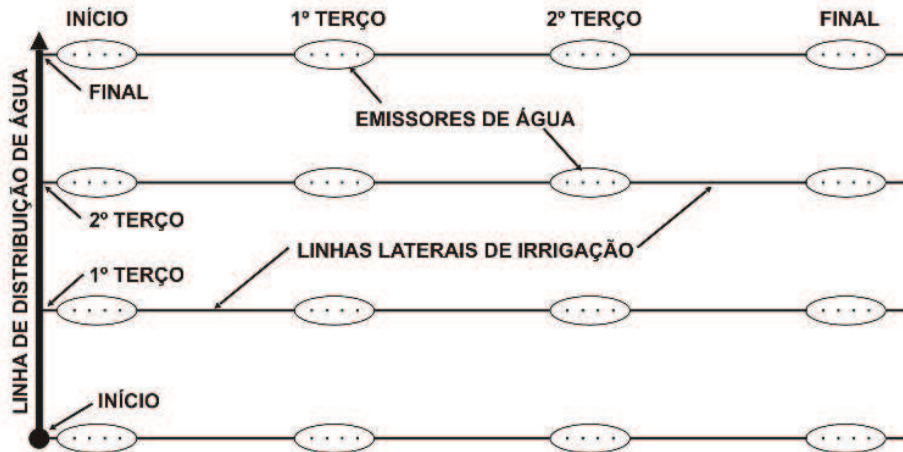 INÍCIO
1º TERÇO
2º TERÇO
FINAL
FINAL
EMISSORES DE ÁGUA
2º TERÇO
LINHAS LATERAIS DE IRRIGAÇÃO
1º TERÇO
INÍCIO
LINHA DE DISTRIBUIÇÃO DE ÁGUA